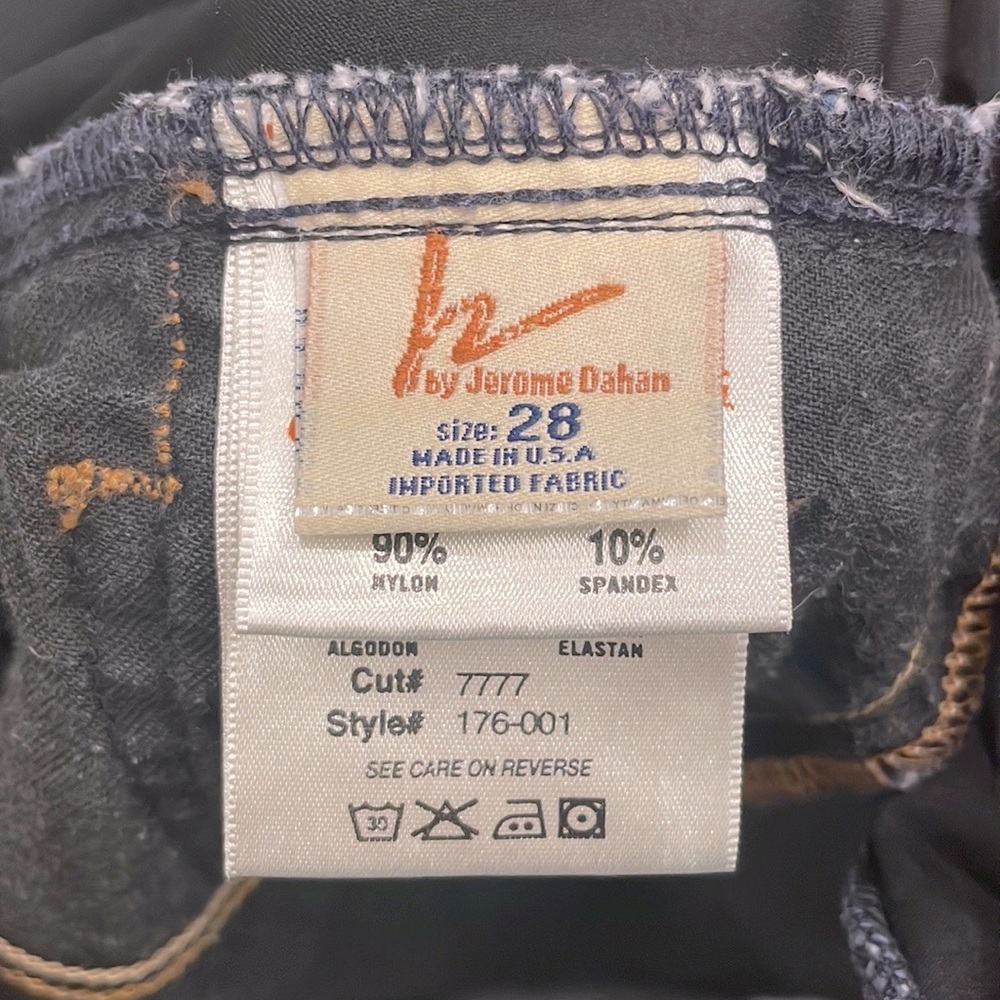 by Jerome Dahan
size: 28
MADE IN U.S.A
IMPORTED FABRIC
90% 10%
NYLON SPANDEX
ALGODON ELASTAN
Cut# 7777
Style# 176-001
SEE CARE ON REVERSE
30